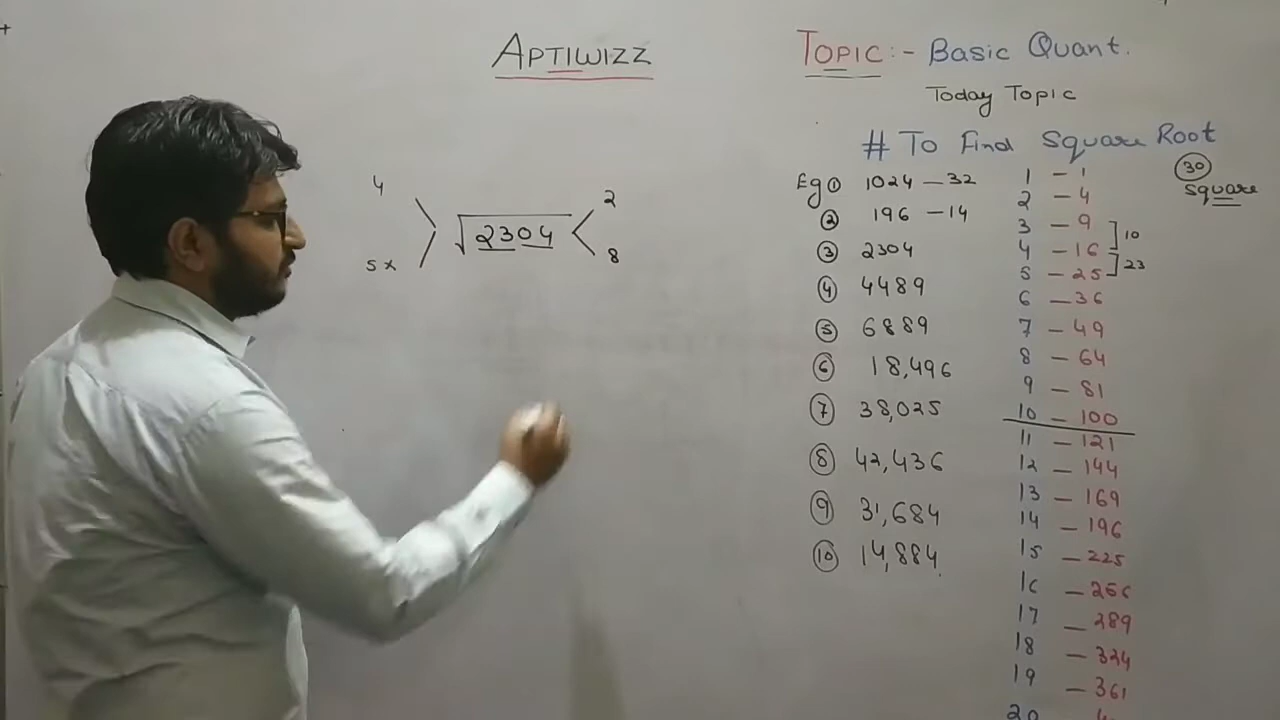 APTIWIZZ
TOPIC:- Basic Quant.
Today Topic
# To Find Square Root
4
5x
√2304
2
8
Eg ① 1024 – 32
② 196 – 14
③ 2304
④ 4489
⑤ 6889
⑥ 18,496
⑦ 38,025
⑧ 42,436
⑨ 31,684
⑩ 14,884
1 – 1
2 – 4
3 – 9
4 – 16
5 – 25
6 – 36
7 – 49
8 – 64
9 – 81
10 – 100
11 – 121
12 – 144
13 – 169
14 – 196
15 – 225
16 – 256
17 – 289
18 – 324
19 – 361
20
10
23
30
square